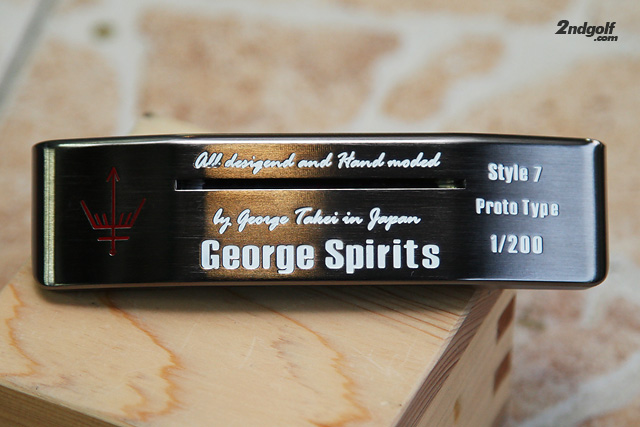 2ndgolf
.com
All desigend and Hand moded
by George Takei in Japan
George Spirits
Style 7
Proto Type
1/200